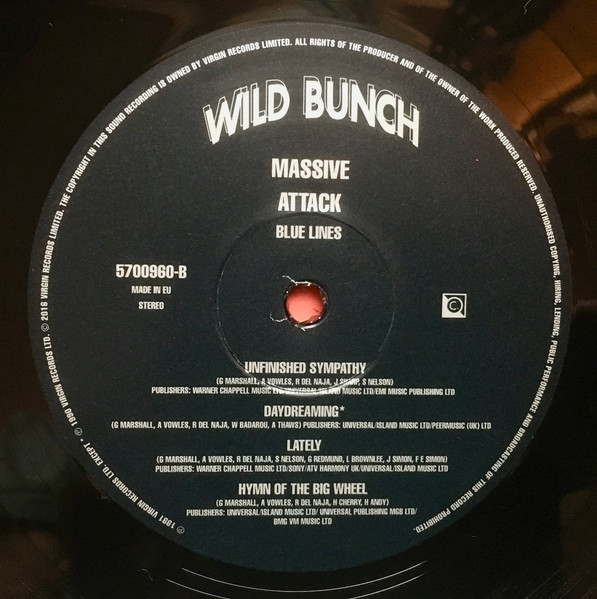 ℗ 1991 VIRGIN RECORDS LTD. EXCEPT * ℗ 1990 VIRGIN RECORDS LTD. © 2016 VIRGIN RECORDS LIMITED. THE COPYRIGHT IN THIS SOUND RECORDING IS OWNED BY VIRGIN RECORDS LIMITED. ALL RIGHTS OF THE PRODUCER AND OF THE OWNER OF THE WORK PRODUCED RESERVED. UNAUTHORISED COPYING, HIRING, LENDING, PUBLIC PERFORMANCE AND BROADCASTING OF THIS RECORD PROHIBITED.
WILD BUNCH
MASSIVE
ATTACK
BLUE LINES
5700960-B
MADE IN EU
STEREO
UNFINISHED SYMPATHY
(G MARSHALL, A VOWLES, R DEL NAJA, J SHARP, S NELSON)
PUBLISHERS: WARNER CHAPPELL MUSIC LTD/UNIVERSAL ISLAND MUSIC LTD/EMI MUSIC PUBLISHING LTD
DAYDREAMING*
(G MARSHALL, A VOWLES, R DEL NAJA, W BADAROU, A THAWS) PUBLISHERS: UNIVERSAL/ISLAND MUSIC LTD/PEERMUSIC (UK) LTD
LATELY
(G MARSHALL, A VOWLES, R DEL NAJA, S NELSON, G REDMUND, L BROWNLEE, J SIMON, F E SIMON)
PUBLISHERS: WARNER CHAPPELL MUSIC LTD/SONY/ATV HARMONY UK/UNIVERSAL/ISLAND MUSIC LTD
HYMN OF THE BIG WHEEL
(G MARSHALL, A VOWLES, R DEL NAJA, N CHERRY, H ANDY)
PUBLISHERS: UNIVERSAL/ISLAND MUSIC LTD/ UNIVERSAL PUBLISHING MGB LTD/
BMG VM MUSIC LTD